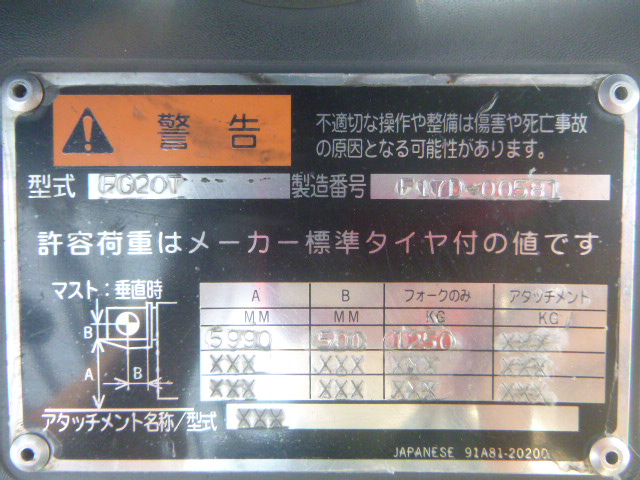 警告
不適切な操作や整備は傷害や死亡事故
の原因となる可能性があります。
型式 FG20T 製造番号
許容荷重はメーカー標準タイヤ付の値です
マスト:垂直時 A B フォークのみ アタッチメント
MM MM KG KG
5990 500 1250 XXX
B XXX XXX XXX XXX
A B XXX XXX XXX XXX
アタッチメント名称/型式 XXX
JAPANESE 91A81-20200